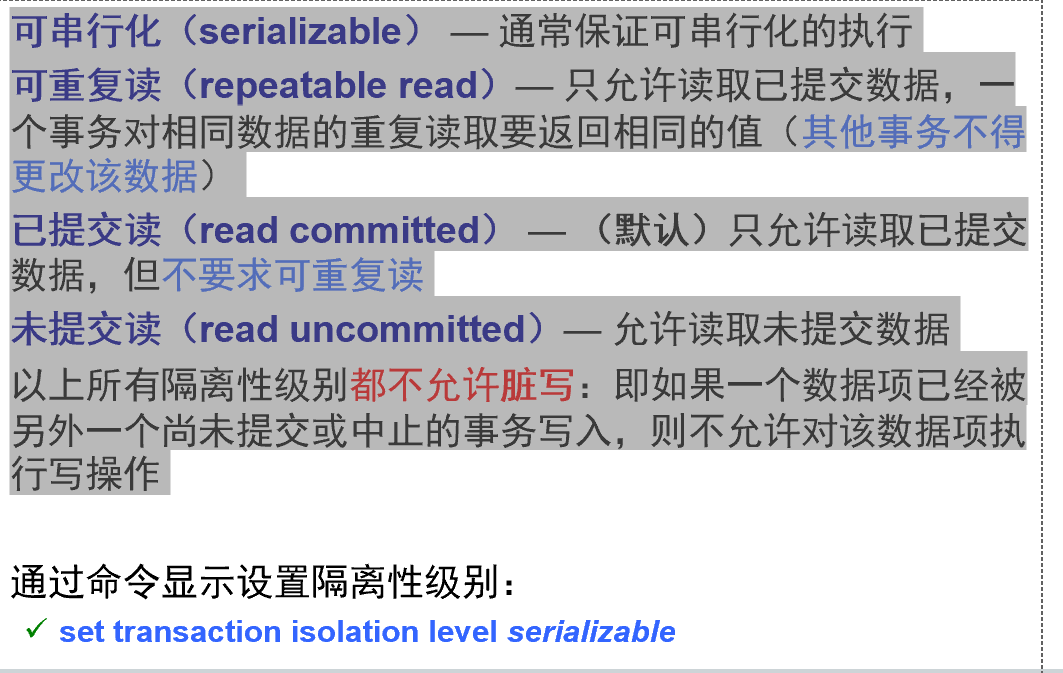 可串行化（serializable） — 通常保证可串行化的执行
可重复读（repeatable read）— 只允许读取已提交数据，一
个事务对相同数据的重复读取要返回相同的值（其他事务不得
更改该数据）
已提交读（read committed） — （默认）只允许读取已提交
数据，但不要求可重复读
未提交读（read uncommitted）— 允许读取未提交数据
以上所有隔离性级别都不允许脏写：即如果一个数据项已经被
另外一个尚未提交或中止的事务写入，则不允许对该数据项执
行写操作
通过命令显示设置隔离性级别：
✓ set transaction isolation level serializable